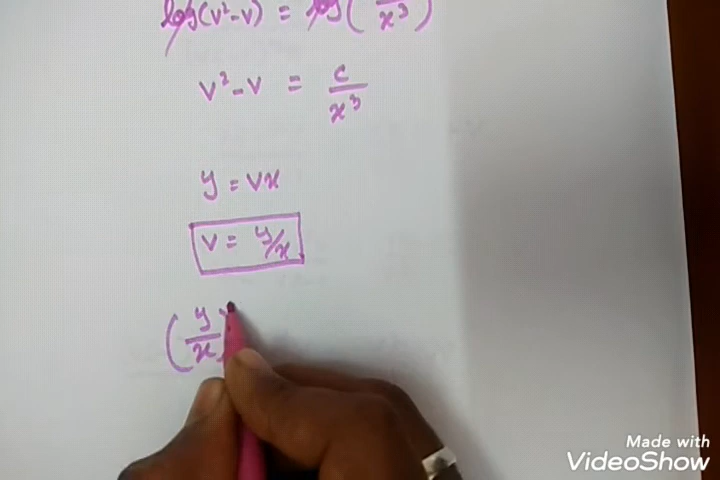 log(v²-v) = log(/x³)
v²-v = c/x³
y = vx
v = y/x
(y/x)
Made with
VideoShow